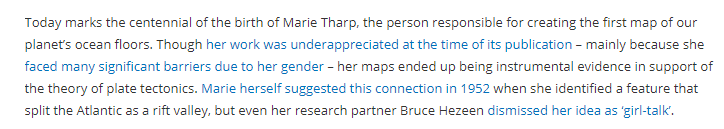 Today marks the centennial of the birth of Marie Tharp, the person responsible for creating the first map of our
planet's ocean floors. Though her work was underappreciated at the time of its publication – mainly because she
faced many significant barriers due to her gender – her maps ended up being instrumental evidence in support of
the theory of plate tectonics. Marie herself suggested this connection in 1952 when she identified a feature that
split the Atlantic as a rift valley, but even her research partner Bruce Hezeen dismissed her idea as ‘girl-talk’.